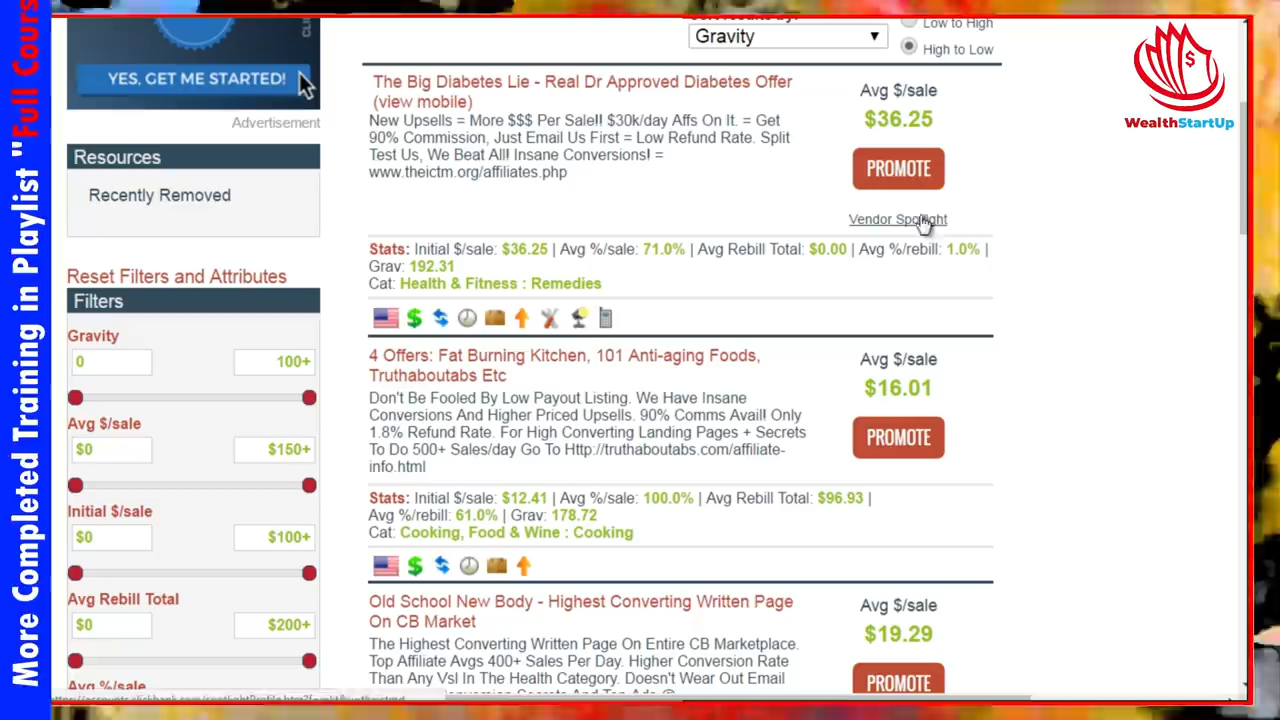 More Completed Training in Playlist "Full Cours
YES, GET ME STARTED!
Advertisement
Resources
Recently Removed
Reset Filters and Attributes
Filters
Gravity
0 100+
Avg $/sale
$0 $150+
Initial $/sale
$0 $100+
Avg Rebill Total
$0 $200+
Avg %/sale
Gravity
Low to High
High to Low
The Big Diabetes Lie - Real Dr Approved Diabetes Offer
(view mobile)
New Upsells = More $$$ Per Sale!! $30k/day Affs On It. = Get
90% Commission, Just Email Us First = Low Refund Rate. Split
Test Us, We Beat All! Insane Conversions! =
www.theictm.org/affiliates.php
Avg $/sale
$36.25
PROMOTE
Vendor Spotlight
Stats: Initial $/sale: $36.25 | Avg %/sale: 71.0% | Avg Rebill Total: $0.00 | Avg %/rebill: 1.0% |
Grav: 192.31
Cat: Health & Fitness : Remedies
4 Offers: Fat Burning Kitchen, 101 Anti-aging Foods,
Truthaboutabs Etc
Don't Be Fooled By Low Payout Listing. We Have Insane
Conversions And Higher Priced Upsells. 90% Comms Avail! Only
1.8% Refund Rate. For High Converting Landing Pages + Secrets
To Do 500+ Sales/day Go To Http://truthaboutabs.com/affiliate-
info.html
Avg $/sale
$16.01
PROMOTE
Stats: Initial $/sale: $12.41 | Avg %/sale: 100.0% | Avg Rebill Total: $96.93 |
Avg %/rebill: 61.0% | Grav: 178.72
Cat: Cooking, Food & Wine : Cooking
Old School New Body - Highest Converting Written Page
On CB Market
The Highest Converting Written Page On Entire CB Marketplace.
Top Affiliate Avgs 400+ Sales Per Day. Higher Conversion Rate
Than Any Vsl In The Health Category. Doesn't Wear Out Email
Avg $/sale
$19.29
PROMOTE
$
WealthStartUp